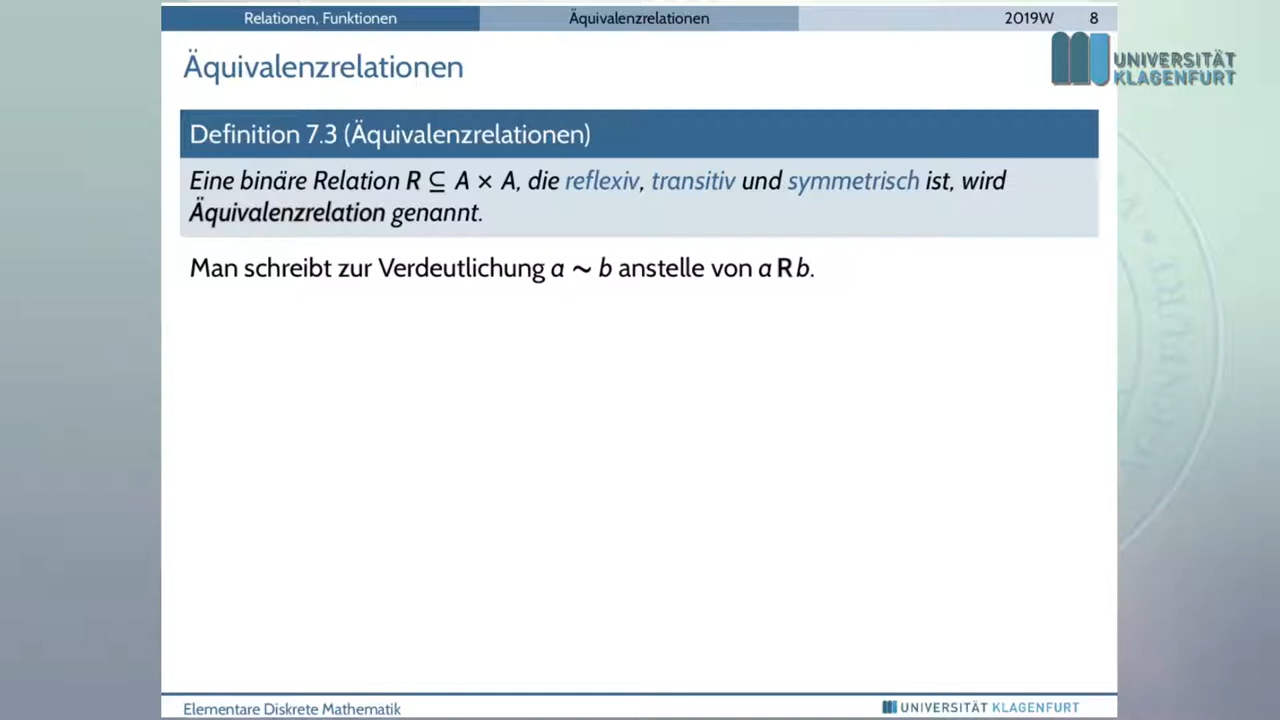 Relationen, Funktionen Äquivalenzrelationen 2019W 8
Äquivalenzrelationen
UNIVERSITÄT
KLAGENFURT
Definition 7.3 (Äquivalenzrelationen)
Eine binäre Relation R ⊆ A × A, die reflexiv, transitiv und symmetrisch ist, wird
Äquivalenzrelation genannt.
Man schreibt zur Verdeutlichung a ∼ b anstelle von a R b.
Elementare Diskrete Mathematik UNIVERSITÄT KLAGENFURT